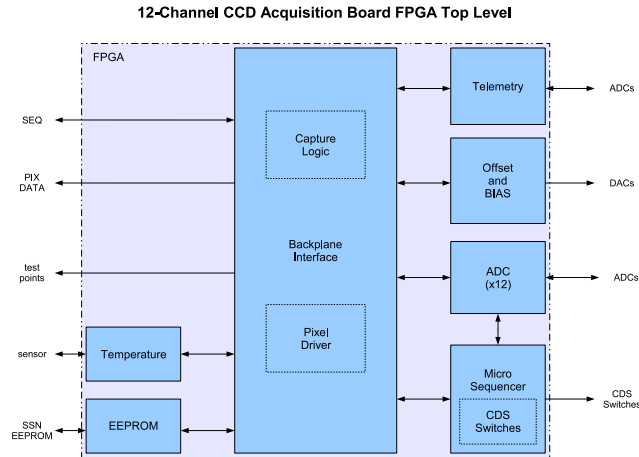 12-Channel CCD Acquisition Board FPGA Top Level
FPGA
SEQ
PIX
DATA
test
points
sensor
SSN
EEPROM
Temperature
EEPROM
Capture
Logic
Backplane
Interface
Pixel
Driver
Telemetry
Offset
and
BIAS
ADC
(x12)
Micro
Sequencer
CDS
Switches
ADCs
DACs
ADCs
CDS
Switches